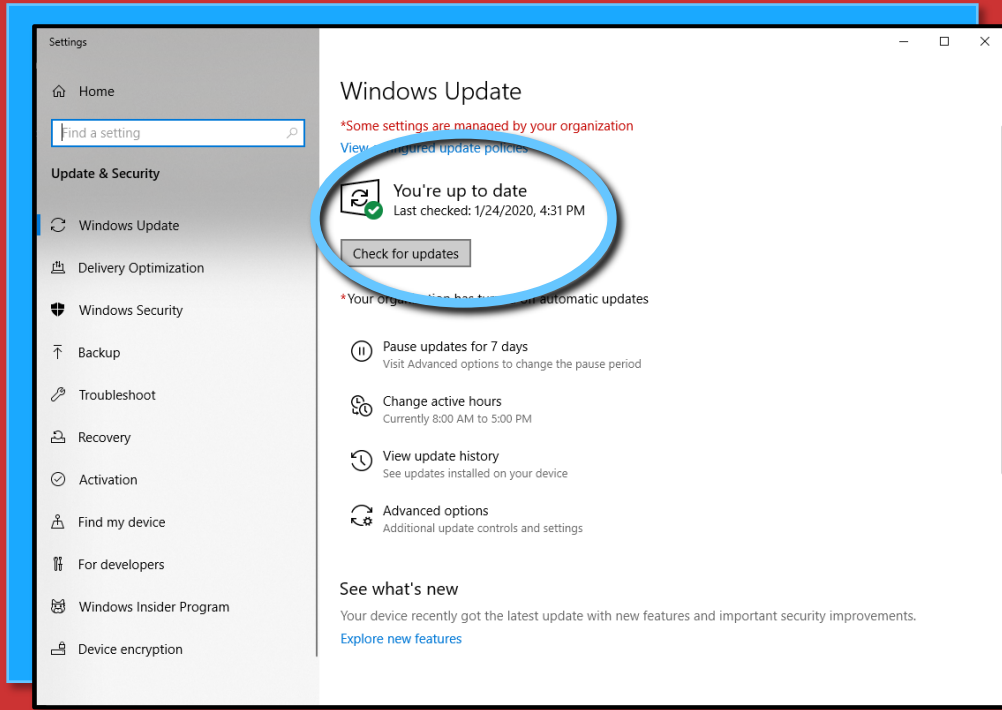 Settings
Home
Find a setting
Update & Security
Windows Update
Delivery Optimization
Windows Security
Backup
Troubleshoot
Recovery
Activation
Find my device
For developers
Windows Insider Program
Device encryption
Windows Update
*Some settings are managed by your organization
View configured update policies
You're up to date
Last checked: 1/24/2020, 4:31 PM
Check for updates
*Your organization has turned off automatic updates
Pause updates for 7 days
Visit Advanced options to change the pause period
Change active hours
Currently 8:00 AM to 5:00 PM
View update history
See updates installed on your device
Advanced options
Additional update controls and settings
See what's new
Your device recently got the latest update with new features and important security improvements.
Explore new features